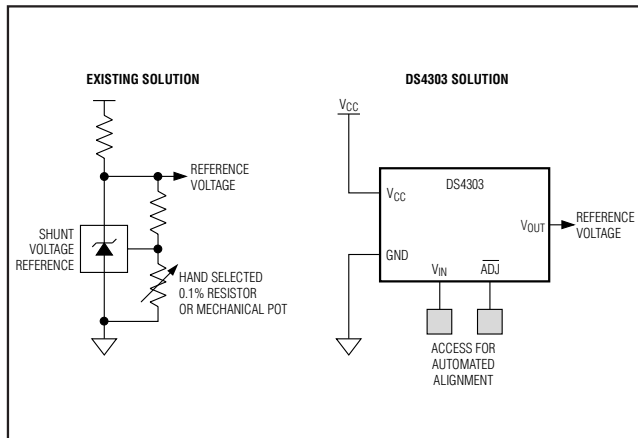 EXISTING SOLUTION
REFERENCE
VOLTAGE
SHUNT
VOLTAGE
REFERENCE
HAND SELECTED
0.1% RESISTOR
OR MECHANICAL POT
DS4303 SOLUTION
VCC
DS4303
VCC
VOUT
REFERENCE
VOLTAGE
GND
VIN
ADJ
ACCESS FOR
AUTOMATED
ALIGNMENT